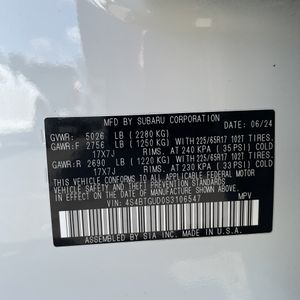 MFD BY SUBARU CORPORATION DATE: 06/24
GVWR: 5026 LB (2280 KG)
GAWR:F 2756 LB (1250 KG) WITH 225/65R17 102T TIRES.
17X7J RIMS. AT 240 KPA (35 PSI) COLD
GAWR:R 2690 LB (1220 KG) WITH 225/65R17 102T TIRES.
17X7J RIMS. AT 230 KPA (33 PSI) COLD
THIS VEHICLE CONFORMS TO ALL APPLICABLE FEDERAL MOTOR
VEHICLE SAFETY, BUMPER, AND THEFT PREVENTION
STANDARDS IN EFFECT ON THE DATE OF
MANUFACTURE SHOWN ABOVE.
VIN: 4S4BTGUD0S3106547 MPV
ASSEMBLED BY SIA INC. MADE IN U.S.A.